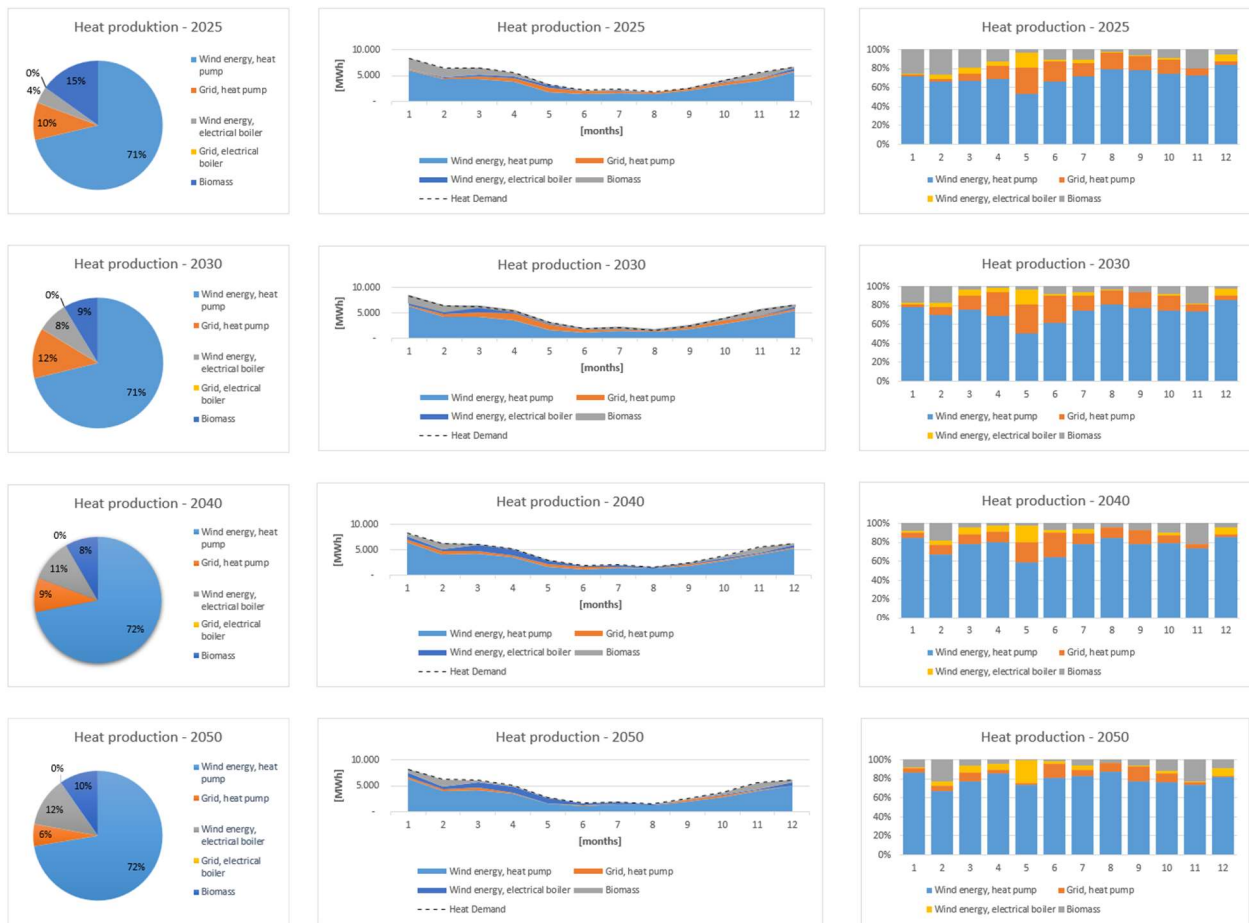 Heat produktion - 2025
0%
15%
4%
10%
71%
Wind energy, heat
pump
Grid, heat pump
Wind energy,
electrical boiler
Grid, electrical
boiler
Biomass
Heat production - 2025
[MWh]
10.000
5.000
-
1 2 3 4 5 6 7 8 9 10 11 12
[months]
Wind energy, heat pump Grid, heat pump
Wind energy, electrical boiler Biomass
Heat Demand
Heat production - 2025
100%
80%
60%
40%
20%
0%
1 2 3 4 5 6 7 8 9 10 11 12
Wind energy, heat pump Grid, heat pump
Wind energy, electrical boiler Biomass
Heat production - 2030
0%
9%
8%
12%
71%
Wind energy, heat
pump
Grid, heat pump
Wind energy,
electrical boiler
Grid, electrical
boiler
Biomass
Heat production - 2030
[MWh]
10.000
5.000
-
1 2 3 4 5 6 7 8 9 10 11 12
[months]
Wind energy, heat pump Grid, heat pump
Wind energy, electrical boiler Biomass
Heat Demand
Heat production - 2030
100%
80%
60%
40%
20%
0%
1 2 3 4 5 6 7 8 9 10 11 12
Wind energy, heat pump Grid, heat pump
Wind energy, electrical boiler Biomass
Heat production - 2040
0%
8%
11%
9%
72%
Wind energy, heat
pump
Grid, heat pump
Wind energy,
electrical boiler
Grid, electrical
boiler
Biomass
Heat production - 2040
[MWh]
10.000
5.000
-
1 2 3 4 5 6 7 8 9 10 11 12
[months]
Wind energy, heat pump Grid, heat pump
Wind energy, electrical boiler Biomass
Heat Demand
Heat production - 2040
100%
80%
60%
40%
20%
0%
1 2 3 4 5 6 7 8 9 10 11 12
Wind energy, heat pump Grid, heat pump
Wind energy, electrical boiler Biomass
Heat production - 2050
0%
10%
12%
6%
72%
Wind energy, heat
pump
Grid, heat pump
Wind energy,
electrical boiler
Grid, electrical
boiler
Biomass
Heat production - 2050
[MWh]
10.000
5.000
-
1 2 3 4 5 6 7 8 9 10 11 12
[months]
Wind energy, heat pump Grid, heat pump
Wind energy, electrical boiler Biomass
Heat Demand
Heat production - 2050
100%
80%
60%
40%
20%
0%
1 2 3 4 5 6 7 8 9 10 11 12
Wind energy, heat pump Grid, heat pump
Wind energy, electrical boiler Biomass